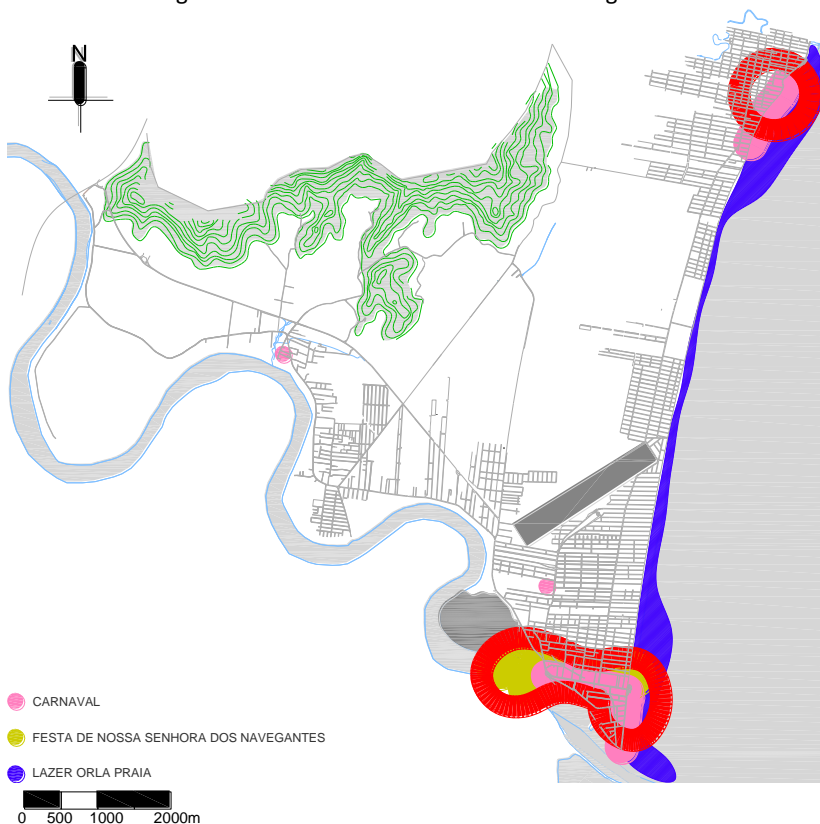 N
CARNAVAL
FESTA DE NOSSA SENHORA DOS NAVEGANTES
LAZER ORLA PRAIA
0 500 1000 2000m